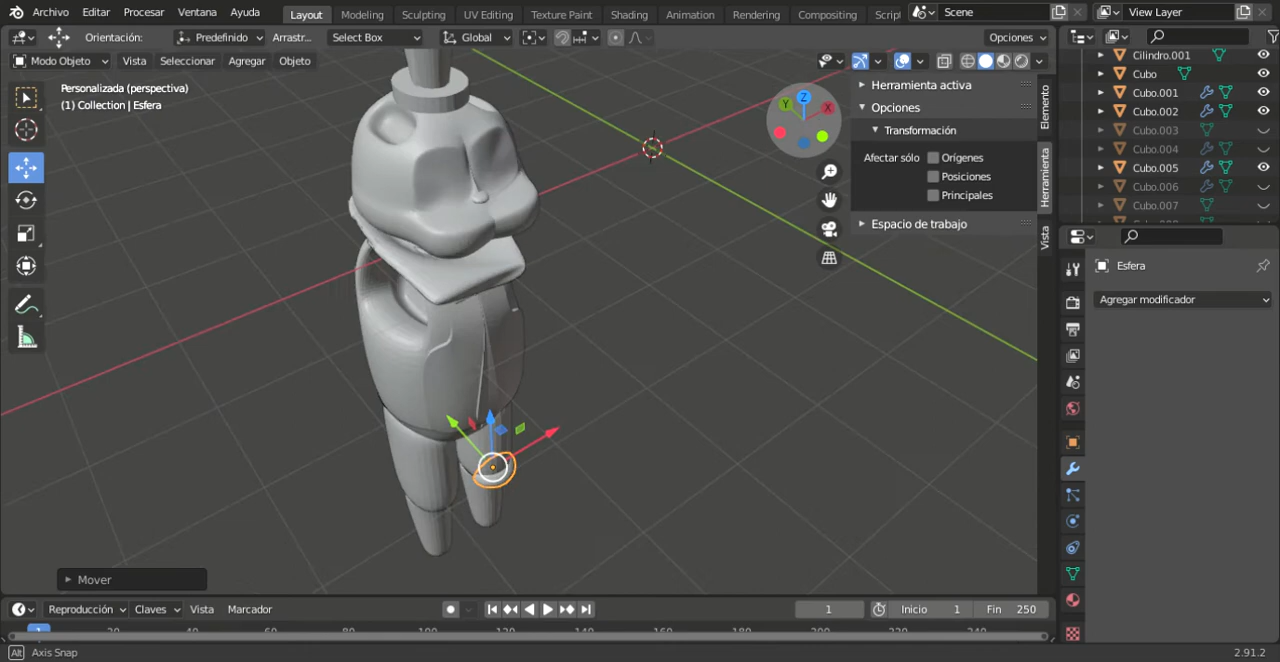 Archivo Editar Procesar Ventana Ayuda Layout Modeling Sculpting UV Editing Texture Paint Shading Animation Rendering Compositing Scene View Layer
Orientación: Predefinido Arrastr... Select Box Global Opciones
Modo Objeto Vista Seleccionar Agregar Objeto
Personalizada (perspectiva)
(1) Collection | Esfera
Z
Y
X
Herramienta activa
Opciones
Transformación
Afectar sólo Orígenes
Posiciones
Principales
Espacio de trabajo
Elemento
Herramienta
Vista
Cilindro.001
Cubo
Cubo.001
Cubo.002
Cubo.003
Cubo.004
Cubo.005
Cubo.006
Cubo.007
Esfera
Agregar modificador
Mover
Reproducción Claves Vista Marcador 1 Inicio 1 Fin 250
1 20 40 60 80 100 120 140 160 180 200 220 240
Alt Axis Snap 2.91.2